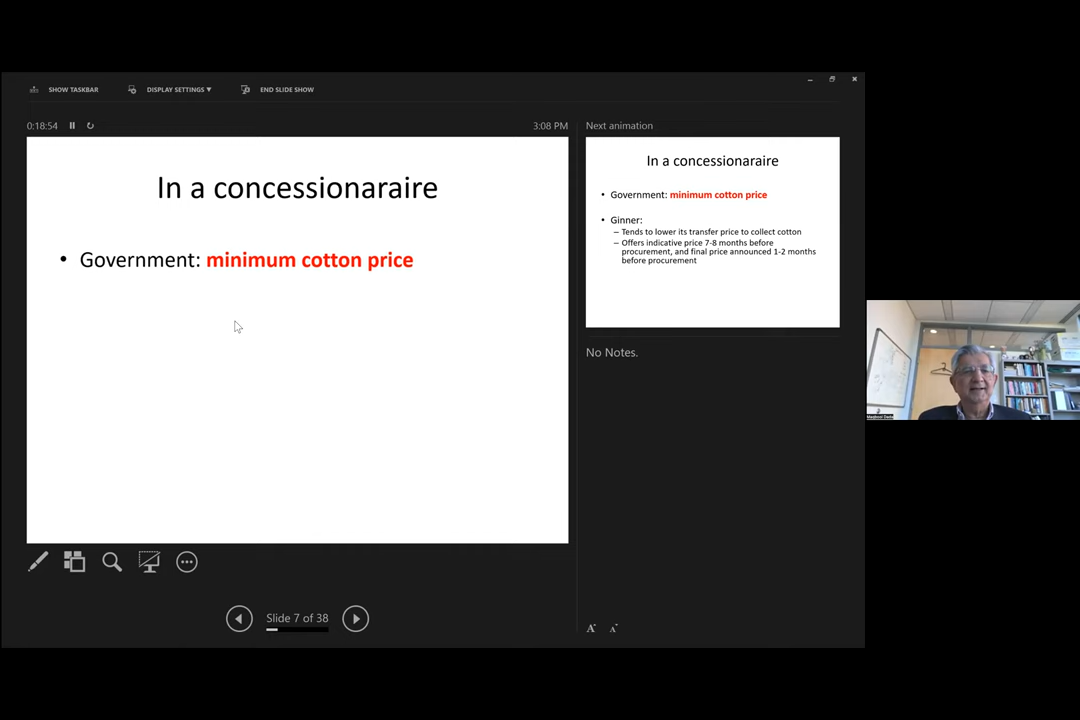 SHOW TASKBAR
DISPLAY SETTINGS ▼
END SLIDE SHOW
0:18:54
3:08 PM
Next animation
In a concessionaraire
• Government: minimum cotton price
In a concessionaraire
• Government: minimum cotton price
• Ginner:
– Tends to lower its transfer price to collect cotton
– Offers indicative price 7-8 months before
procurement, and final price announced 1-2 months
before procurement
No Notes.
Slide 7 of 38
A A